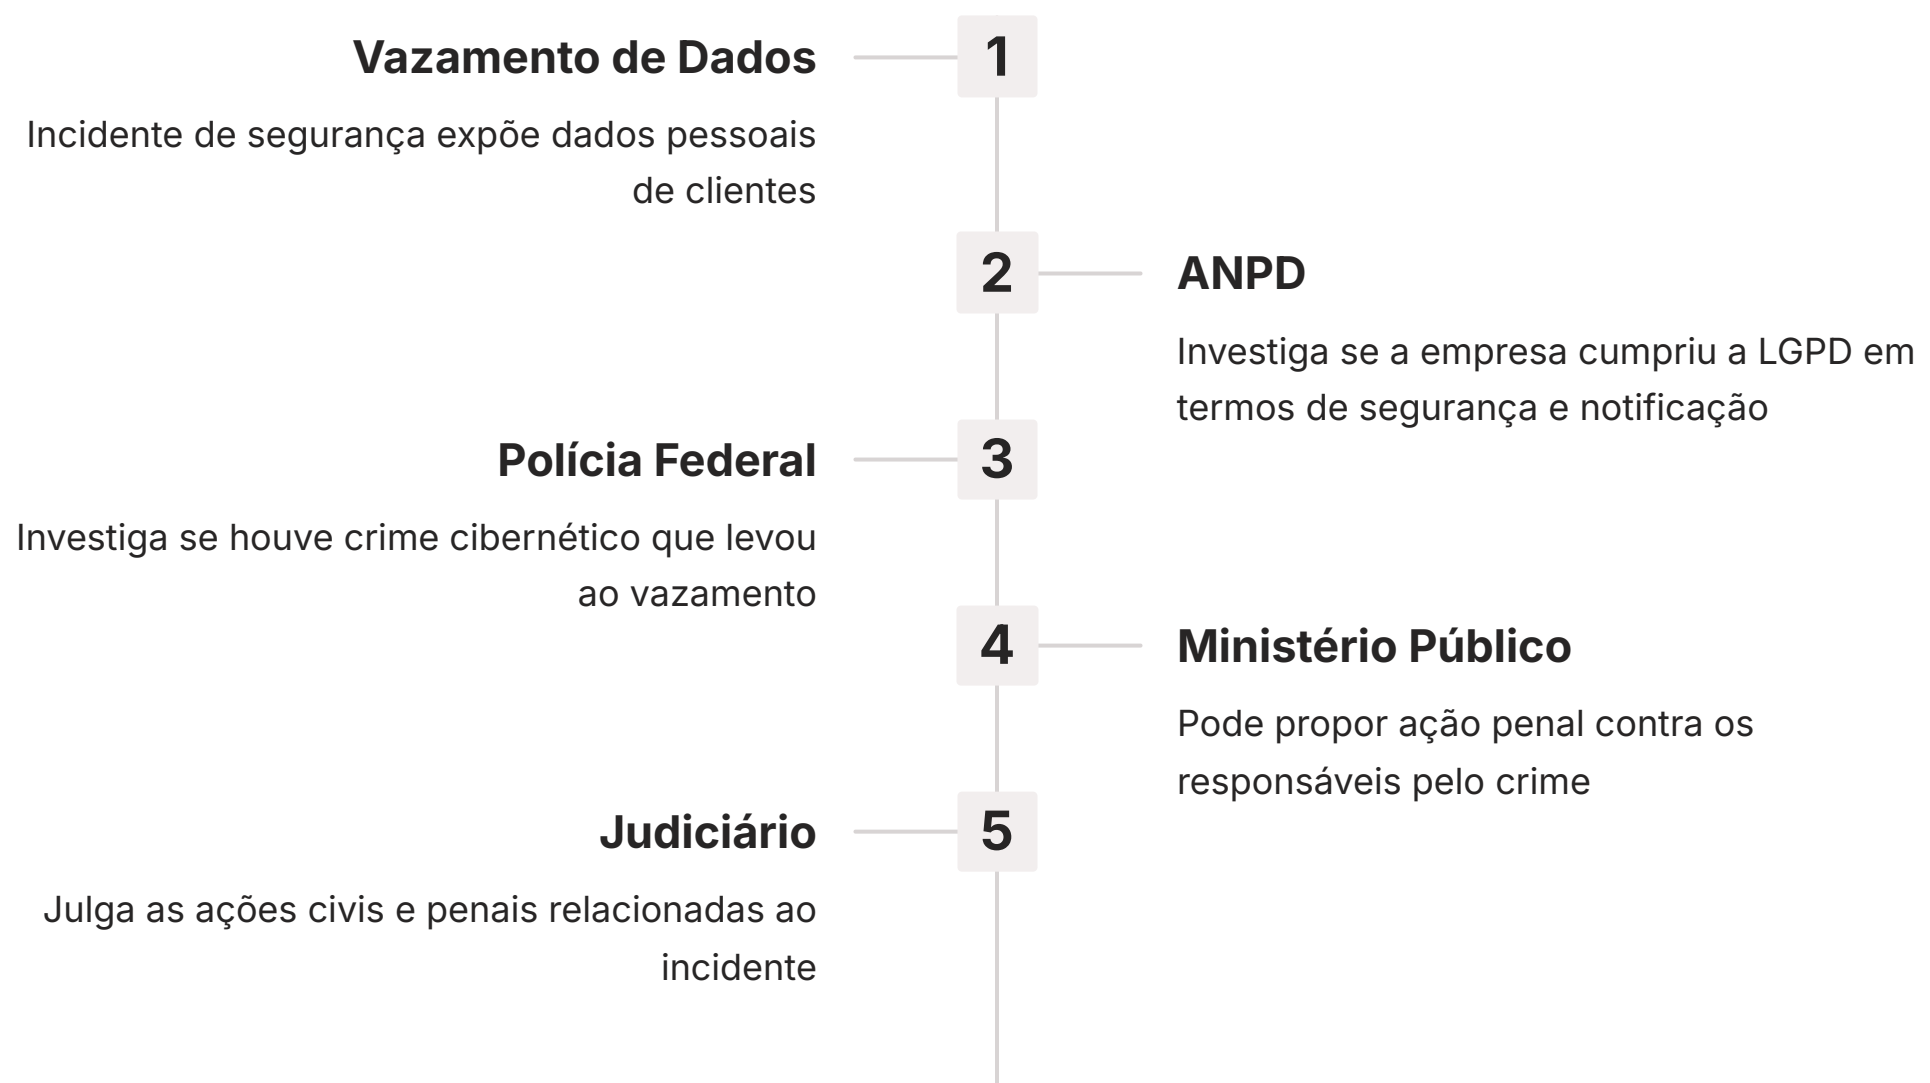 Vazamento de Dados
1
Incidente de segurança expõe dados pessoais
de clientes
2
ANPD
Investiga se a empresa cumpriu a LGPD em
termos de segurança e notificação
Polícia Federal
3
Investiga se houve crime cibernético que levou
ao vazamento
4
Ministério Público
Pode propor ação penal contra os
responsáveis pelo crime
Judiciário
5
Julga as ações civis e penais relacionadas ao
incidente